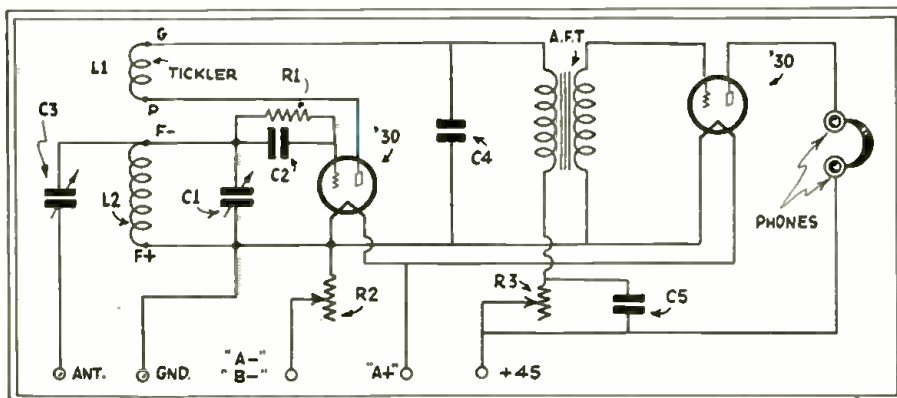 G
A.F.T
L1
TICKLER
R1
'30
C3
P
F-
'30
C4
C2
L2
C1
PHONES
F+
R2
R3
C5
"A-"
"B-"
ANT.
GND.
"A+"
+45